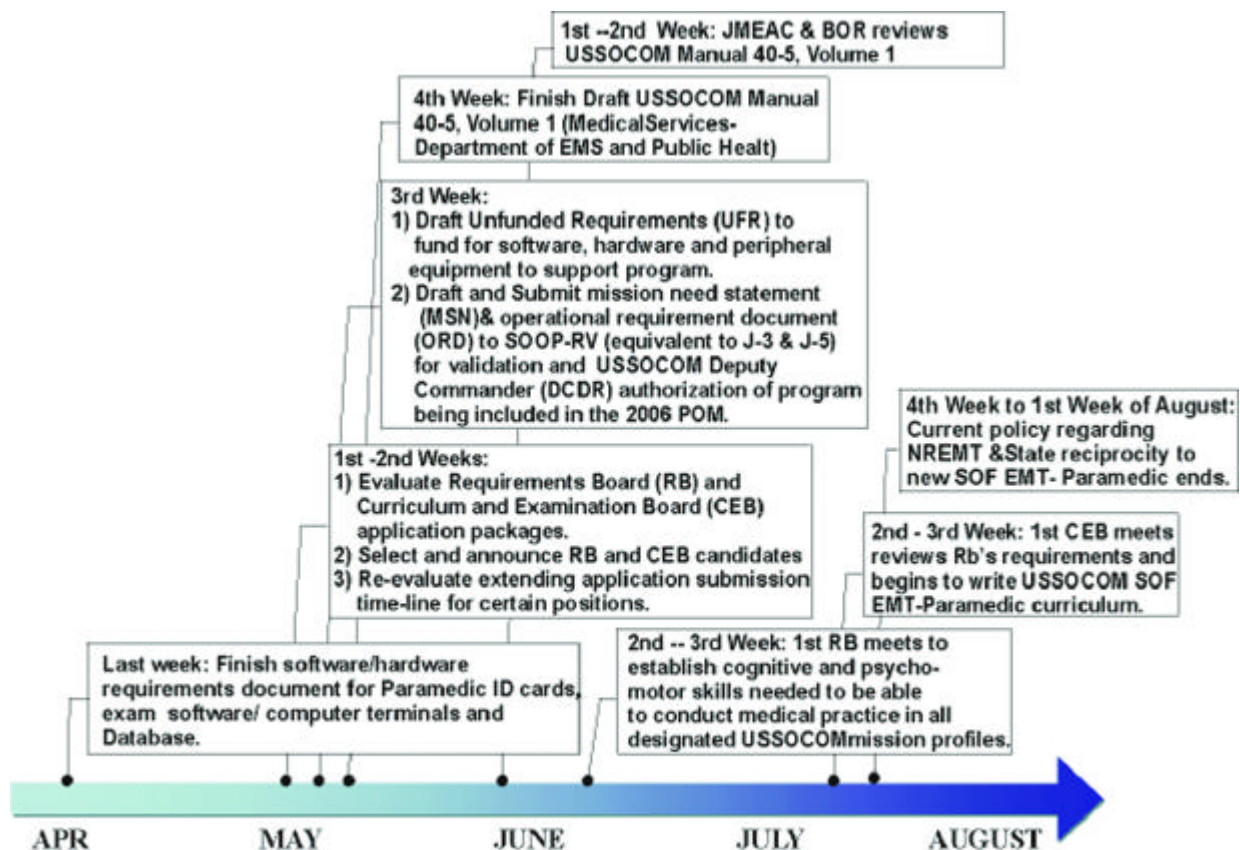 1st --2nd Week: JMEAC & BOR reviews
USSOCOM Manual 40-5, Volume 1
4th Week: Finish Draft USSOCOM Manual
40-5, Volume 1 (MedicalServices-
Department of EMS and Public Healt)
3rd Week:
1) Draft Unfunded Requirements (UFR) to
fund for software, hardware and peripheral
equipment to support program.
2) Draft and Submit mission need statement
(MSN)& operational requirement document
(ORD) to SOOP-RV (equivalent to J-3 & J-5)
for validation and USSOCOM Deputy
Commander (DCDR) authorization of program
being included in the 2006 POM.
4th Week to 1st Week of August:
Current policy regarding
NREMT &State reciprocity to
new SOF EMT- Paramedic ends.
1st -2nd Weeks:
1) Evaluate Requirements Board (RB) and
Curriculum and Examination Board (CEB)
application packages.
2) Select and announce RB and CEB candidates
3) Re-evaluate extending application submission
time-line for certain positions.
2nd - 3rd Week: 1st CEB meets
reviews Rb's requirements and
begins to write USSOCOM SOF
EMT-Paramedic curriculum.
Last week: Finish software/hardware
requirements document for Paramedic ID cards,
exam software/ computer terminals and
Database.
2nd -- 3rd Week: 1st RB meets to
establish cognitive and psycho-
motor skills needed to be able
to conduct medical practice in all
designated USSOCOMmission profiles.
APR MAY JUNE JULY AUGUST